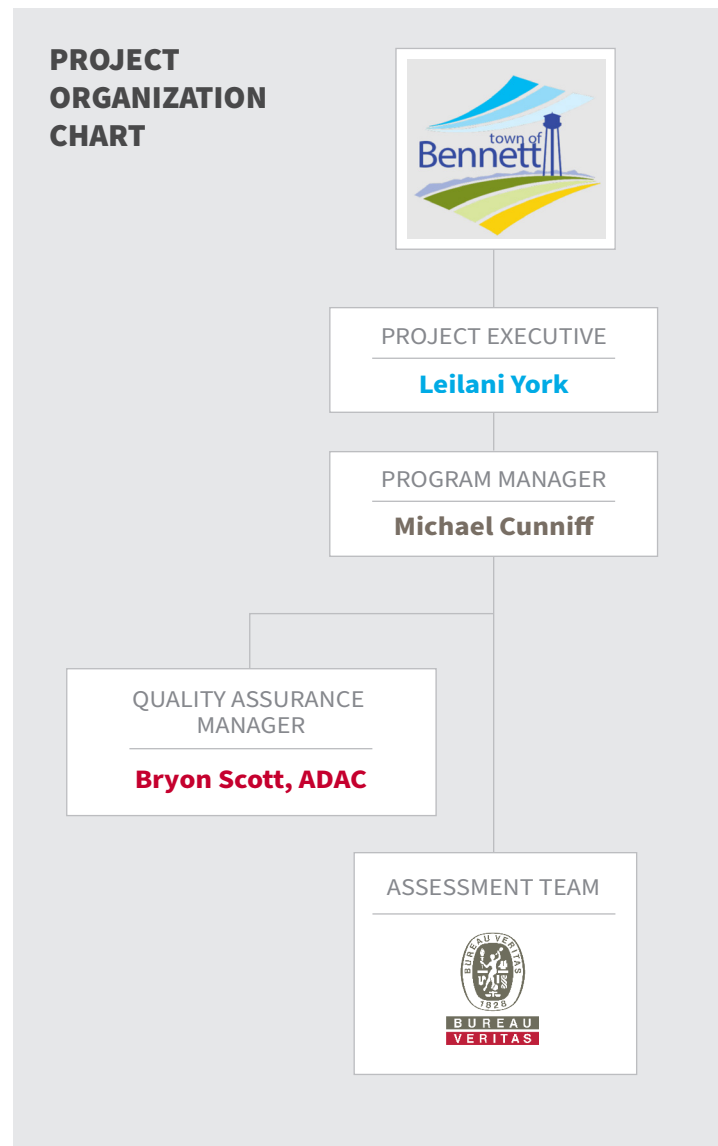 PROJECT
ORGANIZATION
CHART
town of
Bennett
PROJECT EXECUTIVE
Leilani York
PROGRAM MANAGER
Michael Cunniff
QUALITY ASSURANCE
MANAGER
Bryon Scott, ADAC
ASSESSMENT TEAM
BUREAU VERITAS
1828
BUREAU
VERITAS